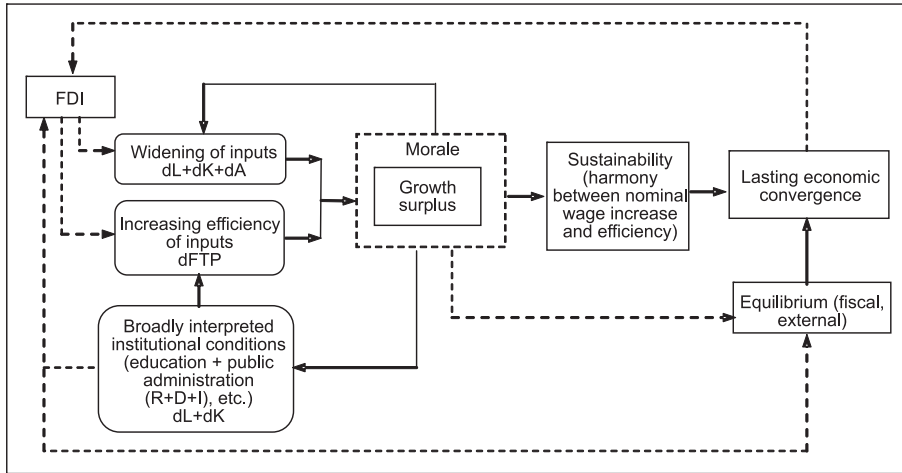 FDI
Widening of inputs
dL+dK+dA
Increasing efficiency
of inputs
dFTP
Broadly interpreted
institutional conditions
(education + public
administration
(R+D+I), etc.)
dL+dK
Morale
Growth
surplus
Sustainability
(harmony
between nominal
wage increase
and efficiency)
Lasting economic
convergence
Equilibrium (fiscal,
external)